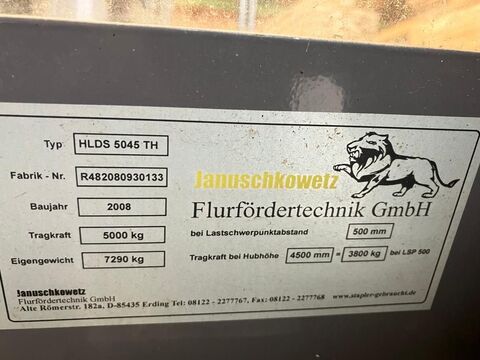 Typ HLDS 5045 TH
Fabrik - Nr. R482080930133
Januschkowetz
Baujahr 2008
Flurfördertechnik GmbH
Tragkraft 5000 kg bei Lastschwerpunktabstand 500 mm
Eigengewicht 7290 kg Tragkraft bei Hubhöhe 4500 mm = 3800 kg bei LSP 500
Januschkowetz
Flurfördertechnik GmbH
Alte Römerstr. 182a, D-85435 Erding Tel: 08122 - 2277767, Fax: 08122 - 2277768 www.stapler-gebraucht.de